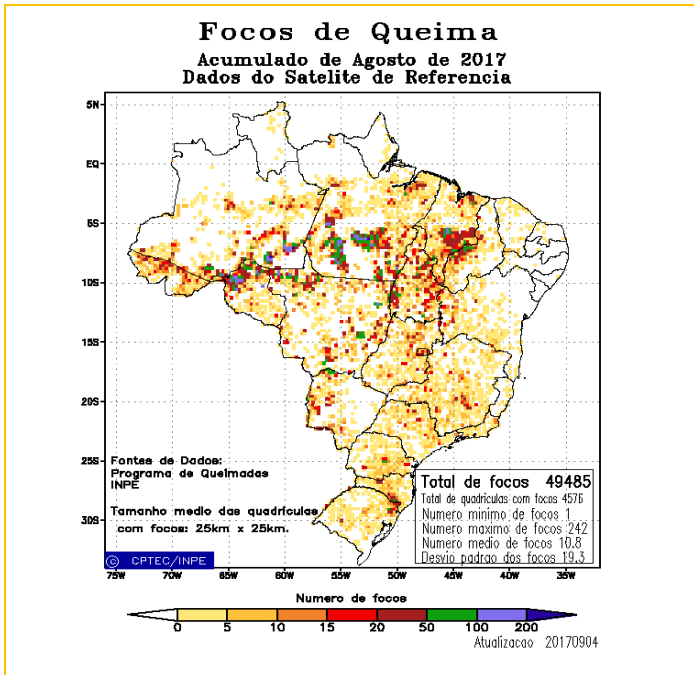 Focos de Queima
Acumulado de Agosto de 2017
Dados do Satelite de Referencia
5N
EQ
5S
10S
15S
20S
25S
30S
Fontes de Dados:
Programa de Queimadas
INPE
Tamanho medio das quadrículas
com focos: 25km x 25km.
Total de focos 49485
Total de quadriculas com focos 4576
Numero minimo de focos 1
Numero maximo de focos 242
Numero medio de focos 10.8
Desvio padrao dos focos 19.3
© CPTEC/INPE
75W 70W 65W 60W 55W 50W 45W 40W 35W
Numero de focos
0 5 10 15 20 50 100 200
Atualizacao 20170904